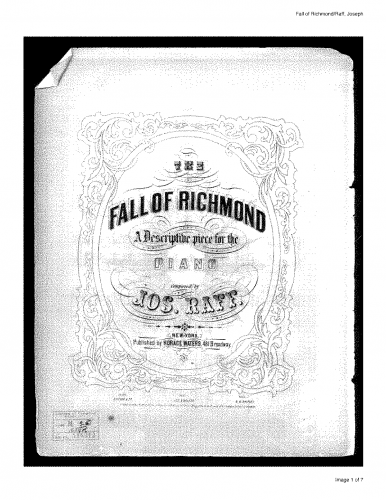 Fall of Richmond/Raff, Joseph
THE
FALL OF RICHMOND
A Descriptive piece for the
PIANO
composed by
JOS. RAFF.
NEW-YORK,
Published by HORACE WATERS, 481 Broadway.
Image 1 of 7